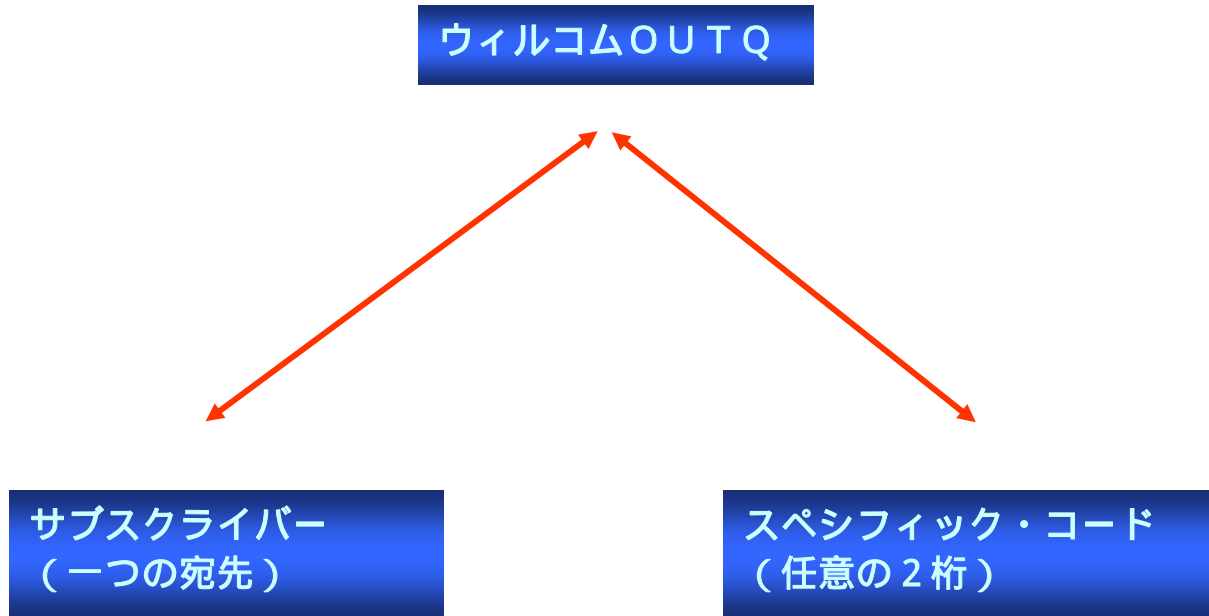 ウィルコムＯＵＴＱ
サブスクライバー
（一つの宛先）
スペシフィック・コード
（任意の２桁）